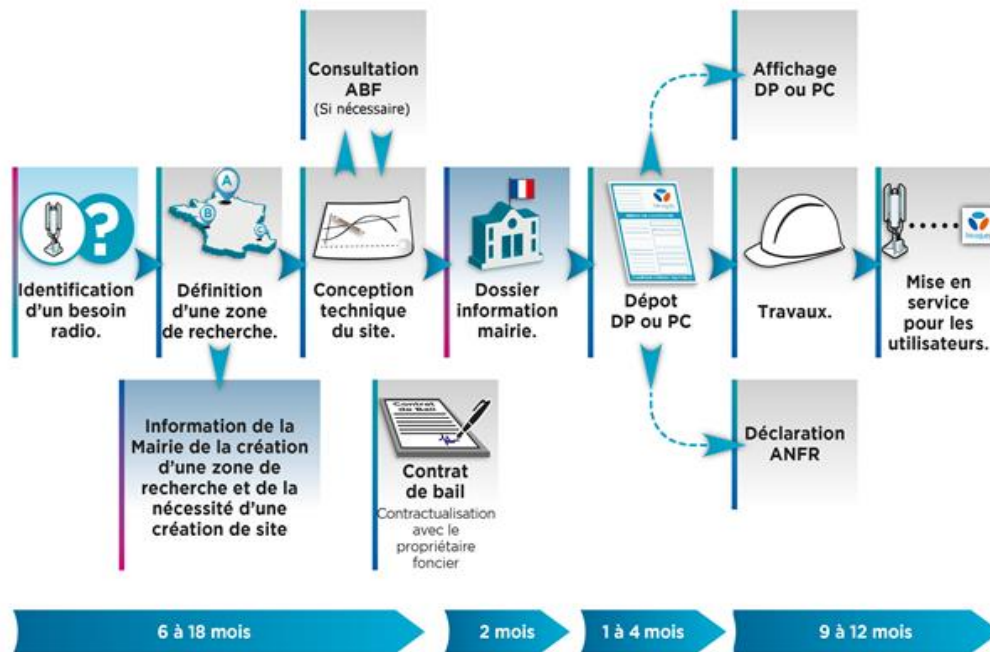 Consultation
ABF
(Si nécessaire)
Affichage
DP ou PC
A
B
C
?
Identification
d'un besoin
radio.
Définition
d'une zone
de recherche.
Conception
technique
du site.
Dossier
information
mairie.
Dépot
DP ou PC
Travaux.
Mise en
service
pour les
utilisateurs.
Information de la
Mairie de la création
d'une zone de
recherche et de la
nécessité d'une
création de site
Contrat
de Bail
Contrat
de bail
Contractualisation
avec le
propriétaire
foncier
Déclaration
ANFR
6 à 18 mois
2 mois
1 à 4 mois
9 à 12 mois